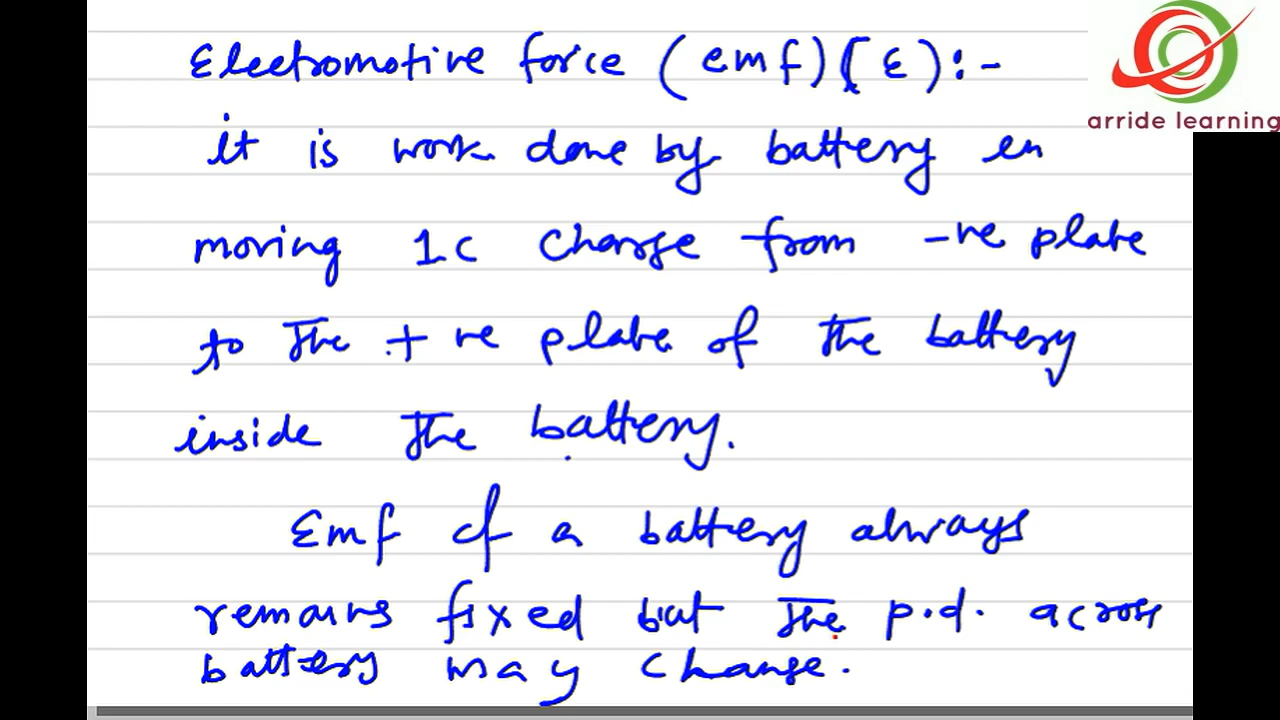 Electromotive force (emf) (ε):-
arride learning
it is work done by battery in
moving 1C charge from -ve plate
to the +ve plate of the battery
inside the battery.
Emf of a battery always
remains fixed but the p.d. across
battery may change.